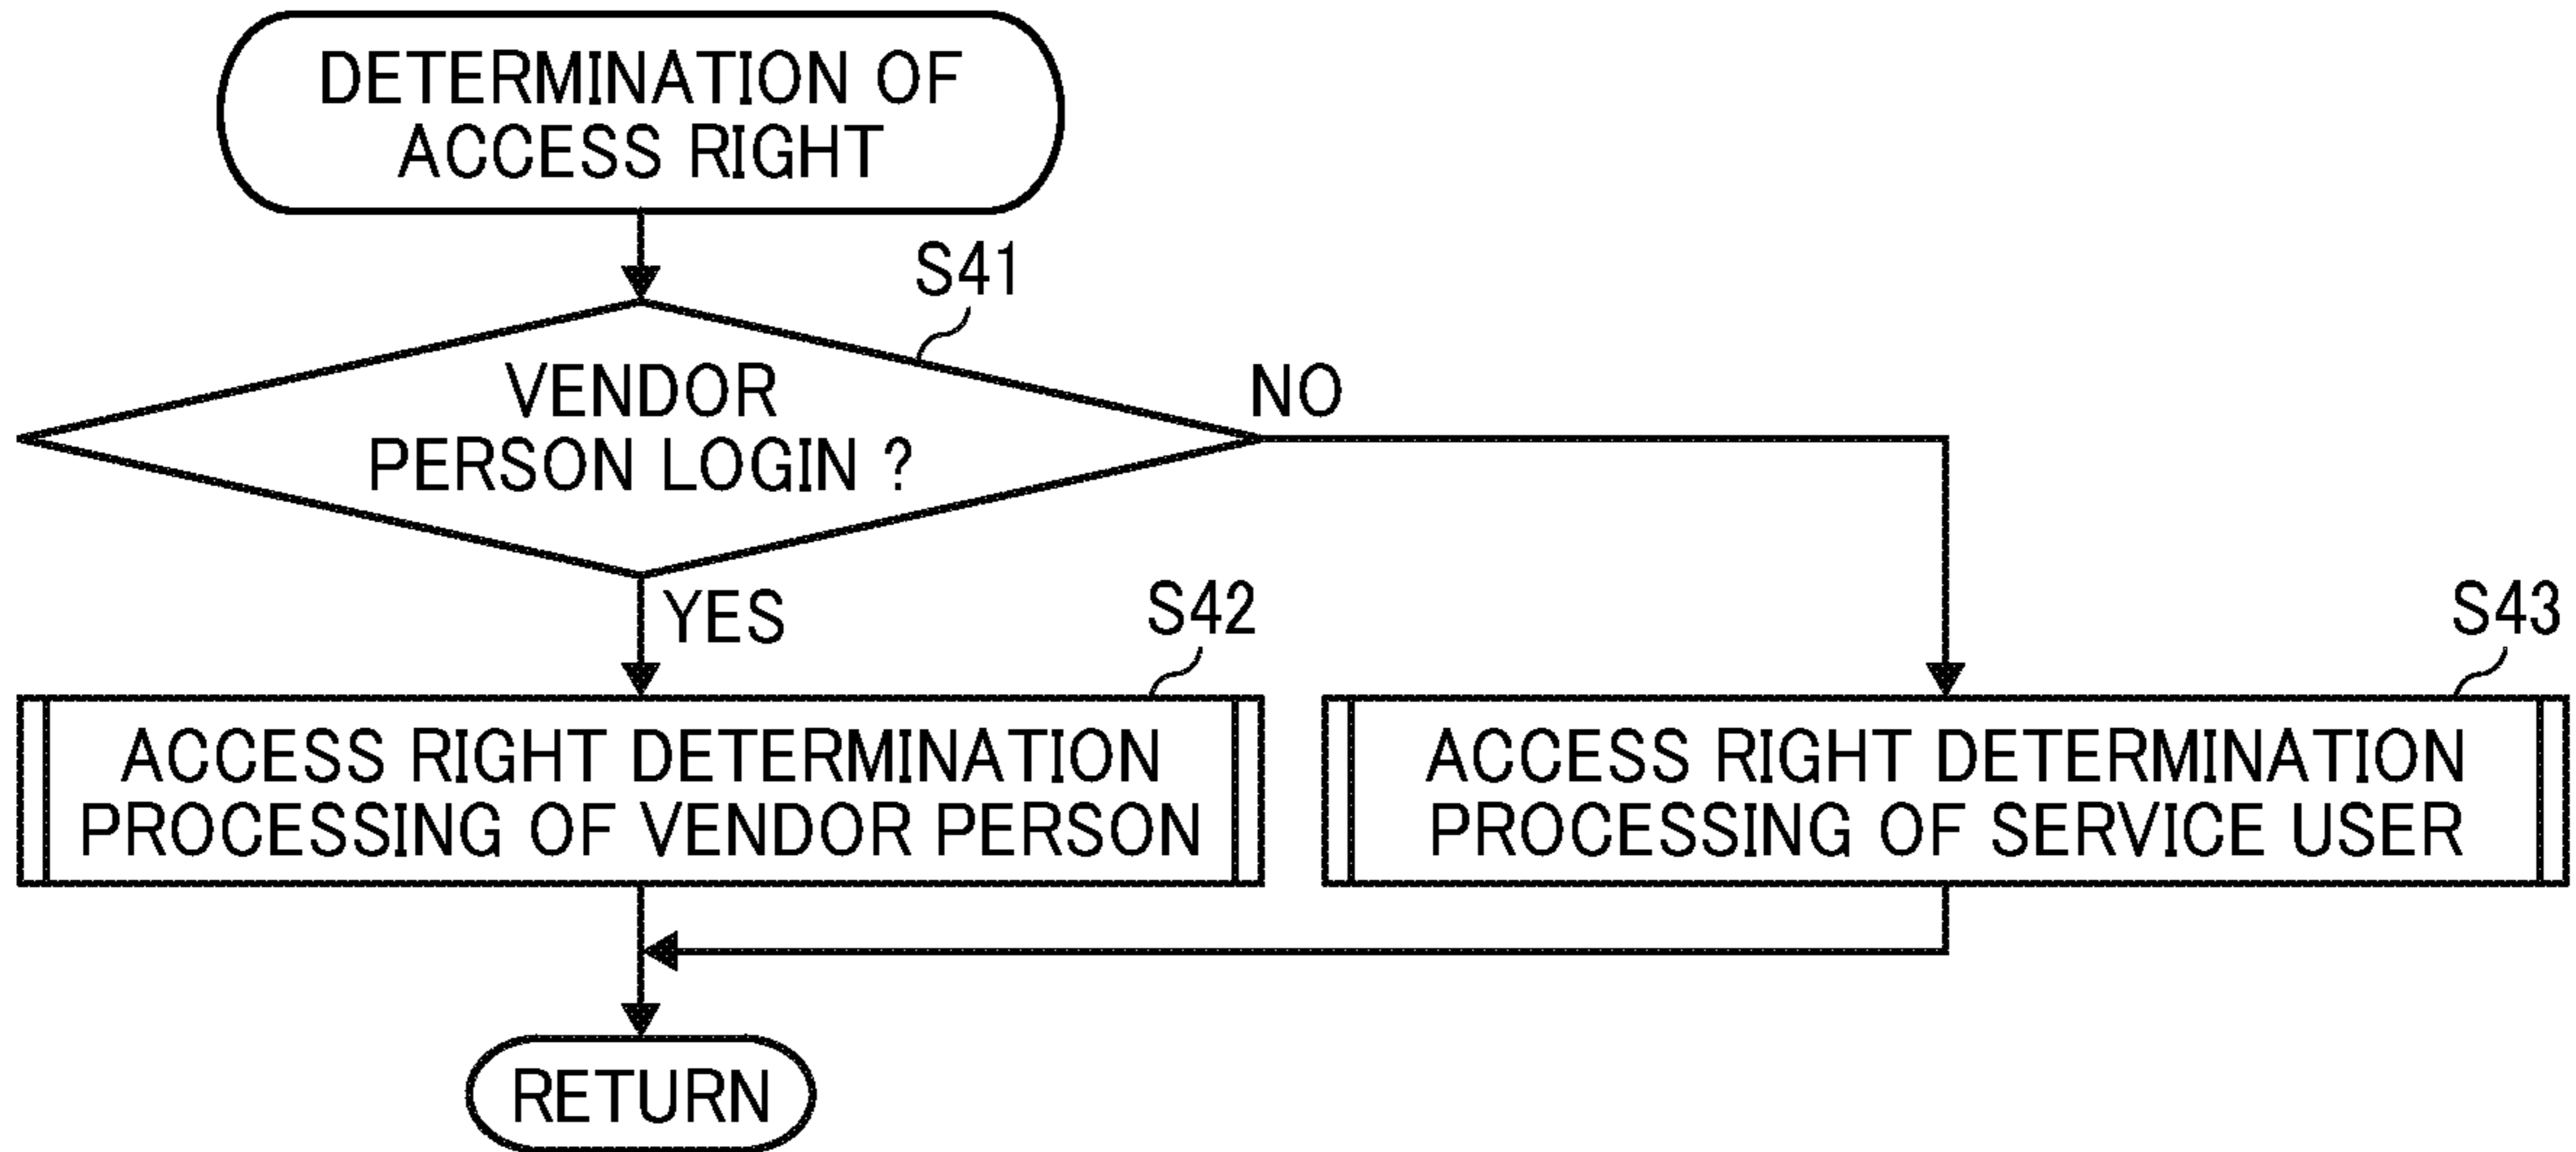 DETERMINATION OF
ACCESS RIGHT
S41
VENDOR
PERSON LOGIN ?
NO
YES
S42
ACCESS RIGHT DETERMINATION
PROCESSING OF VENDOR PERSON
S43
ACCESS RIGHT DETERMINATION
PROCESSING OF SERVICE USER
RETURN